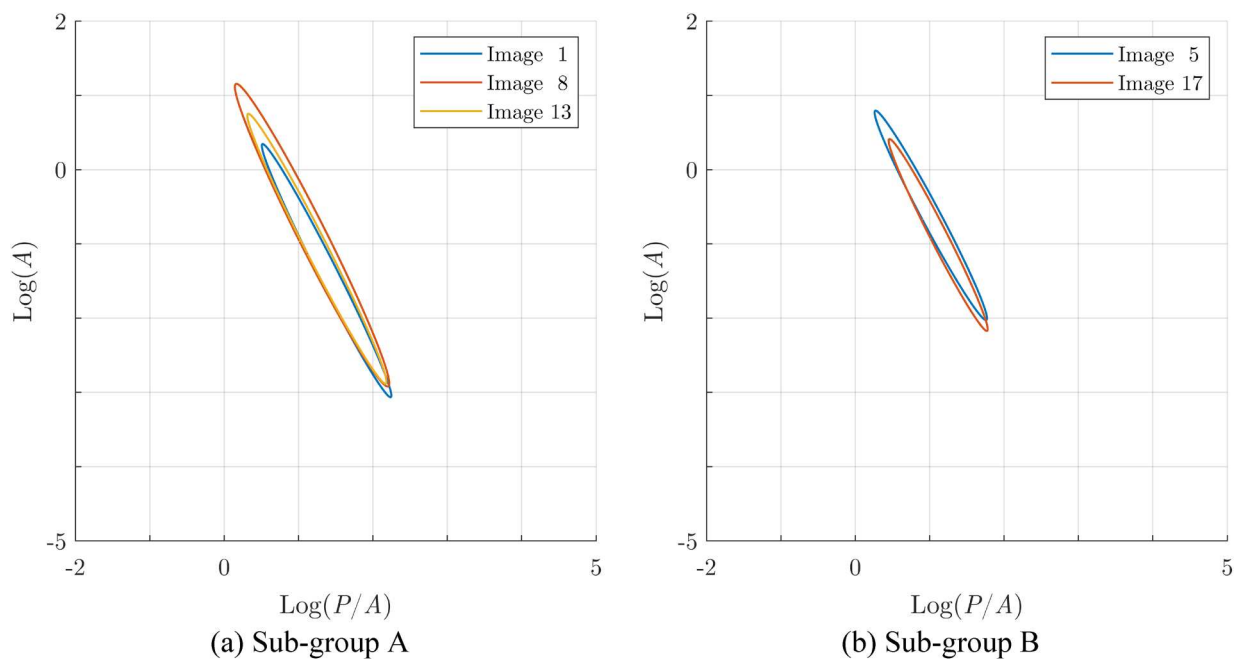 2
0
-5
-2
0
5
Log(A)
Log(P/A)
Image 1
Image 8
Image 13
(a) Sub-group A
2
0
-5
-2
0
5
Log(A)
Log(P/A)
Image 5
Image 17
(b) Sub-group B